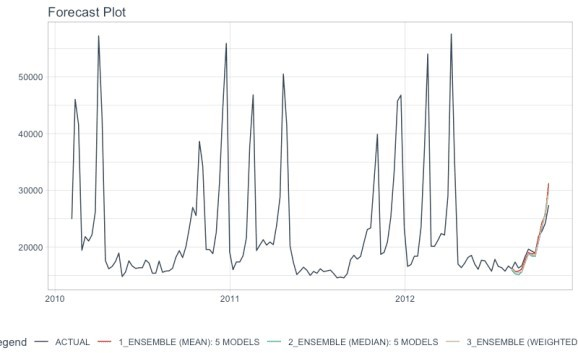 Forecast Plot
50000
40000
30000
20000
2010 2011 2012
egend ACTUAL 1_ENSEMBLE (MEAN): 5 MODELS 2_ENSEMBLE (MEDIAN): 5 MODELS 3_ENSEMBLE (WEIGHTED